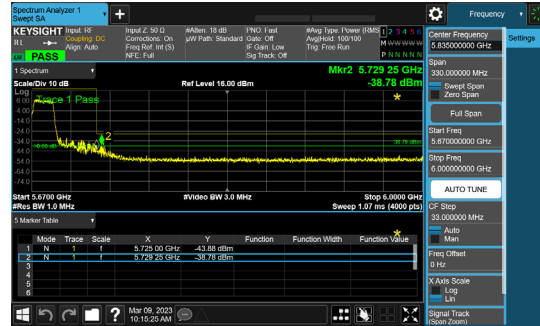 Spectrum Analyzer 1
Swept SA
+
Frequency
KEYSIGHT
Input: RF
Coupling: DC
Align: Auto
Input Z: 50 Ω
Corrections: On
Freq Ref: Int (S)
NFE: Full
#Atten: 18 dB
µW Path: Standard
PNO: Fast
Gate: Off
IF Gain: Low
Sig Track: Off
#Avg Type: Power (RMS
Avg|Hold: 100/100
Trig: Free Run
1 2 3 4 5 6
M W W W W W
P N N N N N
RL
PASS
1 Spectrum
Scale/Div 10 dB
Ref Level 16.00 dBm
Mkr2 5.729 25 GHz
-38.78 dBm
Log
Trace 1 Pass
6.00
-4.00
-14.0
-24.0
-34.0
-44.0
-54.0
-64.0
-74.0
2
Start 5.6700 GHz
#Res BW 1.0 MHz
#Video BW 3.0 MHz
Stop 6.0000 GHz
Sweep 1.07 ms (4000 pts)
5 Marker Table
Mode Trace Scale X Y Function Function Width Function Value
1 N 1 f 5.725 00 GHz -43.88 dBm
2 N 1 f 5.729 25 GHz -38.78 dBm
3
4
5
6
Mar 09, 2023
10:15:25 AM
Center Frequency
5.835000000 GHz
Span
330.000000 MHz
Swept Span
Zero Span
Full Span
Start Freq
5.670000000 GHz
Stop Freq
6.000000000 GHz
AUTO TUNE
CF Step
33.000000 MHz
Auto
Man
Freq Offset
0 Hz
X Axis Scale
Log
Lin
Signal Track
(Span Zoom)
Settings